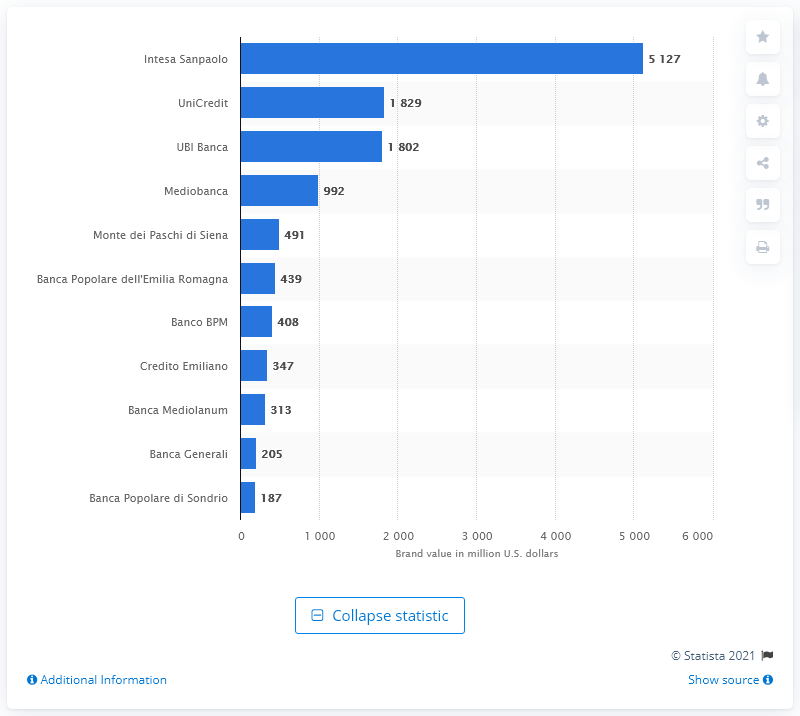 Intesa Sanpaolo 5 127
UniCredit 1 829
UBI Banca 1 802
Mediobanca 992
Monte dei Paschi di Siena 491
Banca Popolare dell'Emilia Romagna 439
Banco BPM 408
Credito Emiliano 347
Banca Mediolanum 313
Banca Generali 205
Banca Popolare di Sondrio 187
0 1 000 2 000 3 000 4 000 5 000 6 000
Brand value in million U.S. dollars
Collapse statistic
© Statista 2021
Additional Information Show source